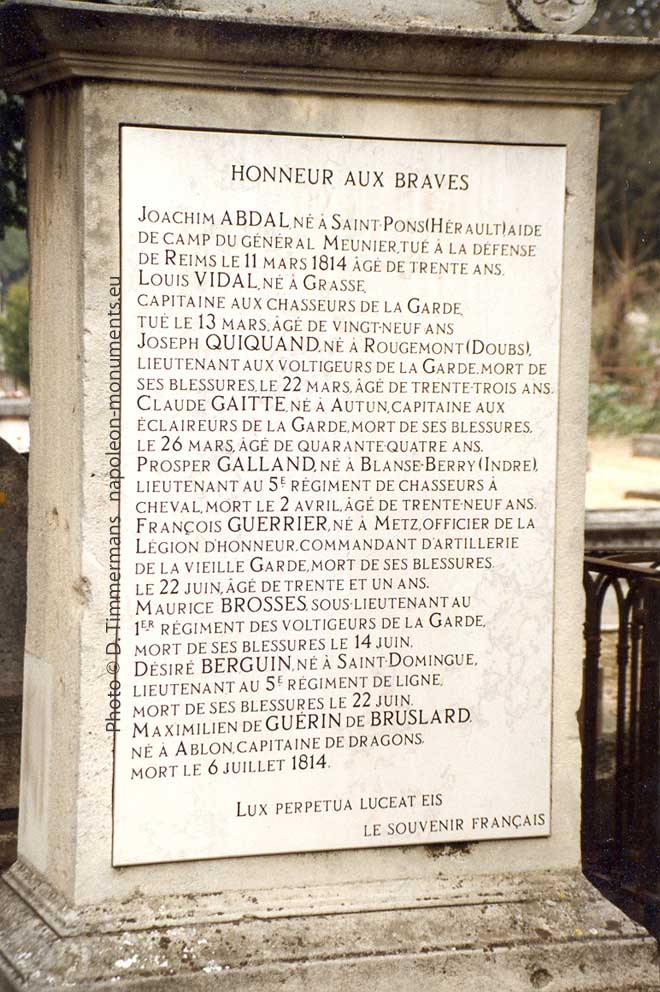 HONNEUR AUX BRAVES
JOACHIM ABDAL, NÉ À SAINT-PONS (HÉRAULT) AIDE
DE CAMP DU GÉNÉRAL MEUNIER, TUÉ À LA DÉFENSE
DE REIMS LE 11 MARS 1814 ÂGÉ DE TRENTE ANS.
LOUIS VIDAL, NÉ À GRASSE,
CAPITAINE AUX CHASSEURS DE LA GARDE,
TUÉ LE 13 MARS, ÂGÉ DE VINGT-NEUF ANS
JOSEPH QUIQUAND, NÉ À ROUGEMONT (DOUBS),
LIEUTENANT AUX VOLTIGEURS DE LA GARDE, MORT DE
SES BLESSURES, LE 22 MARS, ÂGÉ DE TRENTE-TROIS ANS.
CLAUDE GAITTE, NÉ À AUTUN, CAPITAINE AUX
ÉCLAIREURS DE LA GARDE, MORT DE SES BLESSURES,
LE 26 MARS, ÂGÉ DE QUARANTE-QUATRE ANS.
PROSPER GALLAND, NÉ À BLANSE-BERRY (INDRE),
LIEUTENANT AU 5E RÉGIMENT DE CHASSEURS À
CHEVAL, MORT LE 2 AVRIL, ÂGÉ DE TRENTE-NEUF ANS.
FRANÇOIS GUERRIER, NÉ À METZ, OFFICIER DE LA
LÉGION D'HONNEUR, COMMANDANT D'ARTILLERIE
DE LA VIEILLE GARDE, MORT DE SES BLESSURES.
LE 22 JUIN, ÂGÉ DE TRENTE ET UN ANS.
MAURICE BROSSES, SOUS-LIEUTENANT AU
1ER RÉGIMENT DES VOLTIGEURS DE LA GARDE,
MORT DE SES BLESSURES LE 14 JUIN.
DÉSIRÉ BERGUIN, NÉ À SAINT-DOMINGUE,
LIEUTENANT AU 5E RÉGIMENT DE LIGNE,
MORT DE SES BLESSURES LE 22 JUIN.
MAXIMILIEN DE GUÉRIN DE BRUSLARD,
NÉ À ABLON, CAPITAINE DE DRAGONS,
MORT LE 6 JUILLET 1814.
LUX PERPETUA LUCEAT EIS
LE SOUVENIR FRANÇAIS
Photo © D. Timmermans napoleon-monuments.eu